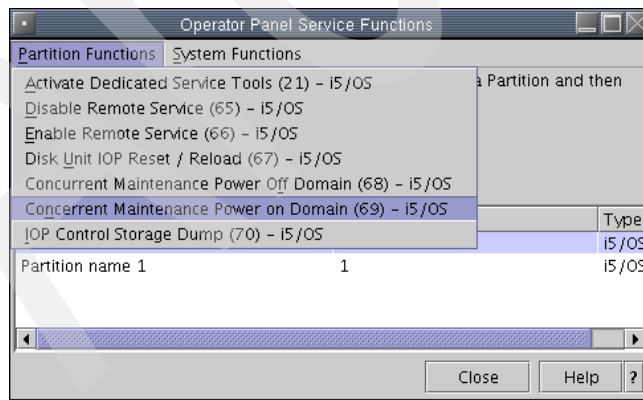 Operator Panel Service Functions
Partition Functions System Functions
Activate Dedicated Service Tools (21) – i5/OS
a Partition and then
Disable Remote Service (65) – i5/OS
Enable Remote Service (66) – i5/OS
Disk Unit IOP Reset / Reload (67) – i5/OS
Concurrent Maintenance Power Off Domain (68) – i5/OS
Concerrent Maintenance Power on Domain (69) – i5/OS
Type
IOP Control Storage Dump (70) – i5/OS
i5/OS
Partition name 1 1 i5/OS
Close Help ?